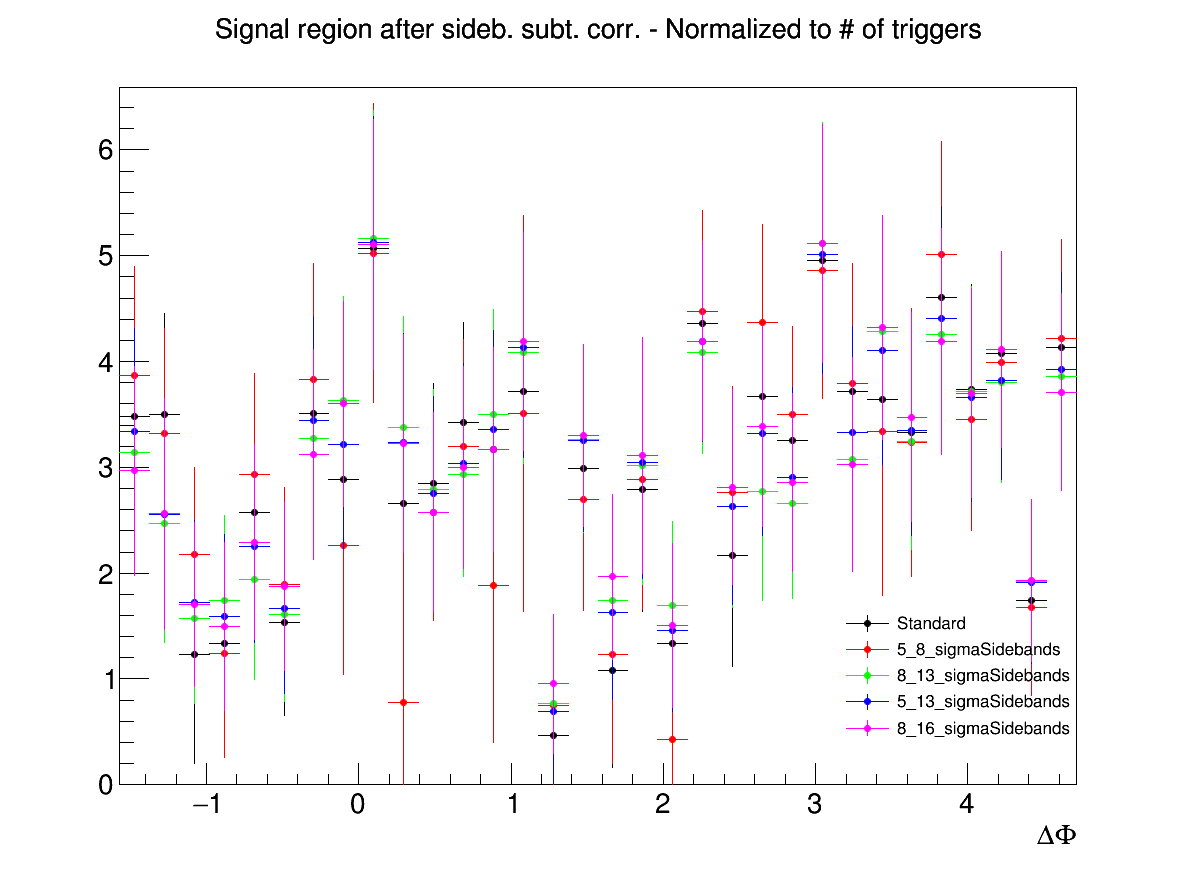 Signal region after sideb. subt. corr. - Normalized to # of triggers
6
5
4
3
2
1
0
Standard
5_8_sigmaSidebands
8_13_sigmaSidebands
5_13_sigmaSidebands
8_16_sigmaSidebands
−1 0 1 2 3 4
ΔΦ